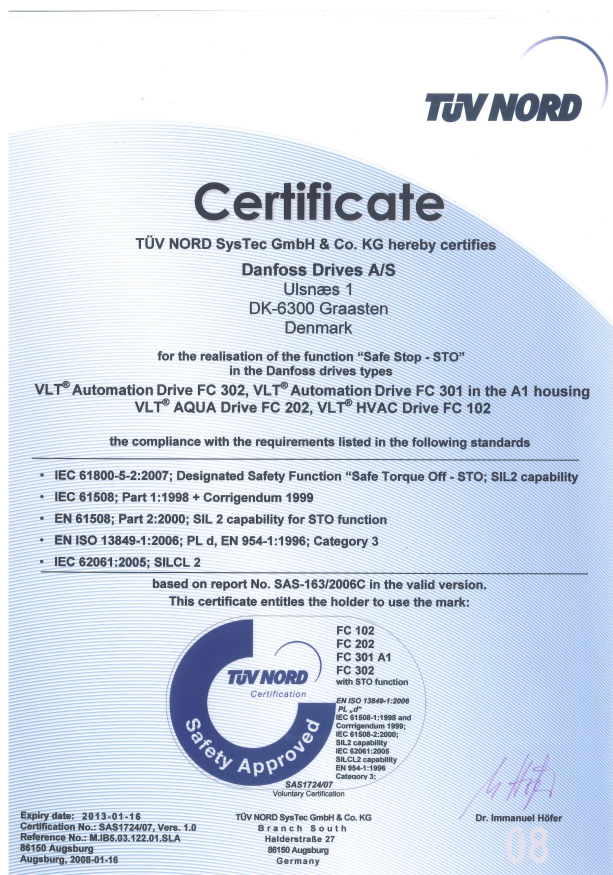 TÜV NORD
Certificate
TÜV NORD SysTec GmbH & Co. KG hereby certifies
Danfoss Drives A/S
Ulsnæs 1
DK-6300 Graasten
Denmark
for the realisation of the function “Safe Stop - STO”
in the Danfoss drives types
VLT® Automation Drive FC 302, VLT® Automation Drive FC 301 in the A1 housing
VLT® AQUA Drive FC 202, VLT® HVAC Drive FC 102
the compliance with the requirements listed in the following standards
• IEC 61800-5-2:2007; Designated Safety Function “Safe Torque Off - STO; SIL2 capability
• IEC 61508; Part 1:1998 + Corrigendum 1999
• EN 61508; Part 2:2000; SIL 2 capability for STO function
• EN ISO 13849-1:2006; PL d, EN 954-1:1996; Category 3
• IEC 62061:2005; SILCL 2
based on report No. SAS-163/2006C in the valid version.
This certificate entitles the holder to use the mark:
TÜV NORD
Certification
Safety Approved
FC 102
FC 202
FC 301 A1
FC 302
with STO function
EN ISO 13849-1:2006
PL „d“
IEC 61508-1:1998 and
Corrrigendum 1999;
IEC 61508-2:2000;
SIL2 capability
IEC 62061:2005
SILCL2 capability
EN 954-1:1996
Category 3;
SAS1724/07
Voluntary Certification
Expiry date: 2013-01-16
Certification No.: SAS1724/07, Vers. 1.0
Reference No.: M.IB5.03.122.01.SLA
86150 Augsburg
Augsburg, 2008-01-16
TÜV NORD SysTec GmbH & Co. KG
Branch South
Halderstraße 27
86150 Augsburg
Germany
Dr. Immanuel Höfer
08